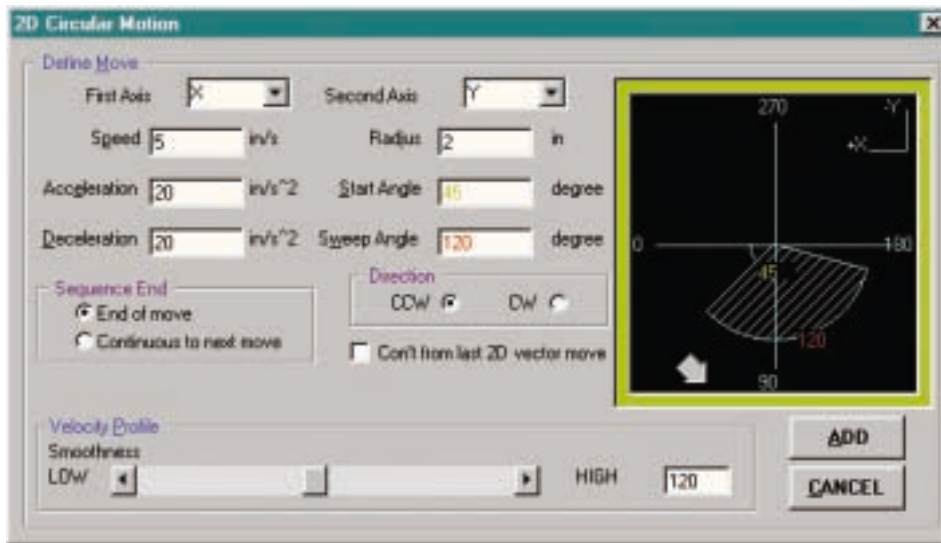 2D Circular Motion
Define Move
First Axis X Second Axis Y
Speed 5 in/s Radius 2 in
Acceleration 20 in/s^2 Start Angle 45 degree
Deceleration 20 in/s^2 Sweep Angle 120 degree
Sequence End
End of move
Continuous to next move
Direction
CCW CW
Con't from last 2D vector move
270
-Y
+X
0
180
45
120
90
Velocity Profile
Smoothness
LOW HIGH 120
ADD
CANCEL